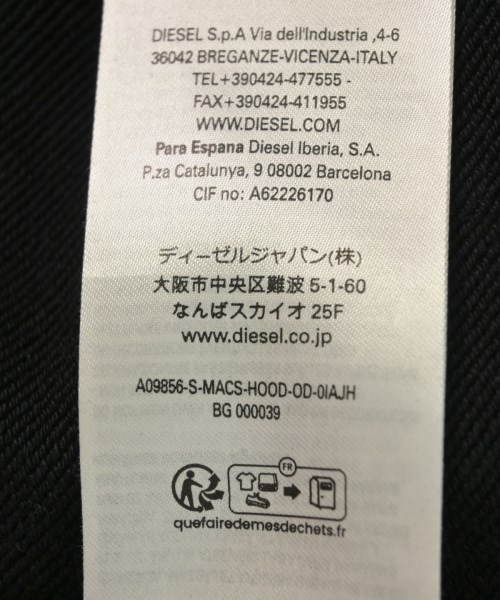 DIESEL S.p.A Via dell'Industria ,4-6
36042 BREGANZE-VICENZA-ITALY
TEL+390424-477555 -
FAX+390424-411955
WWW.DIESEL.COM
Para Espana Diesel Iberia, S.A.
P.za Catalunya, 9 08002 Barcelona
CIF no: A62226170
ディーゼルジャパン(株)
大阪市中央区難波 5-1-60
なんばスカイオ 25F
www.diesel.co.jp
A09856-S-MACS-HOOD-OD-0IAJH
BG 000039
FR
quefairedemesdechets.fr